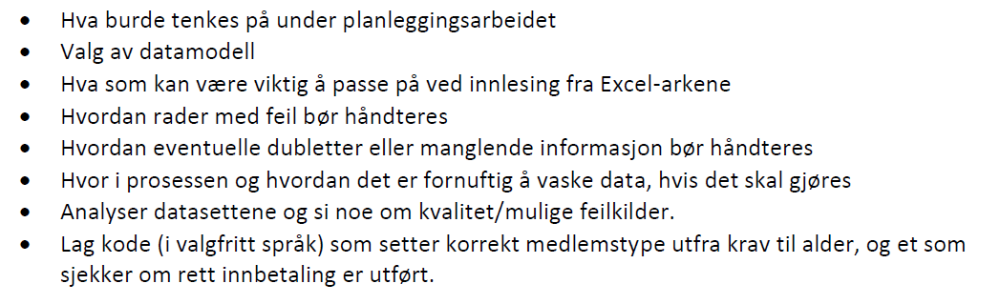 • Hva burde tenkes på under planleggingsarbeidet
• Valg av datamodell
• Hva som kan være viktig å passe på ved innlesing fra Excel-arkene
• Hvordan rader med feil bør håndteres
• Hvordan eventuelle dubletter eller manglende informasjon bør håndteres
• Hvor i prosessen og hvordan det er fornuftig å vaske data, hvis det skal gjøres
• Analyser datasettene og si noe om kvalitet/mulige feilkilder.
• Lag kode (i valgfritt språk) som setter korrekt medlemstype utfra krav til alder, og et som
sjekker om rett innbetaling er utført.